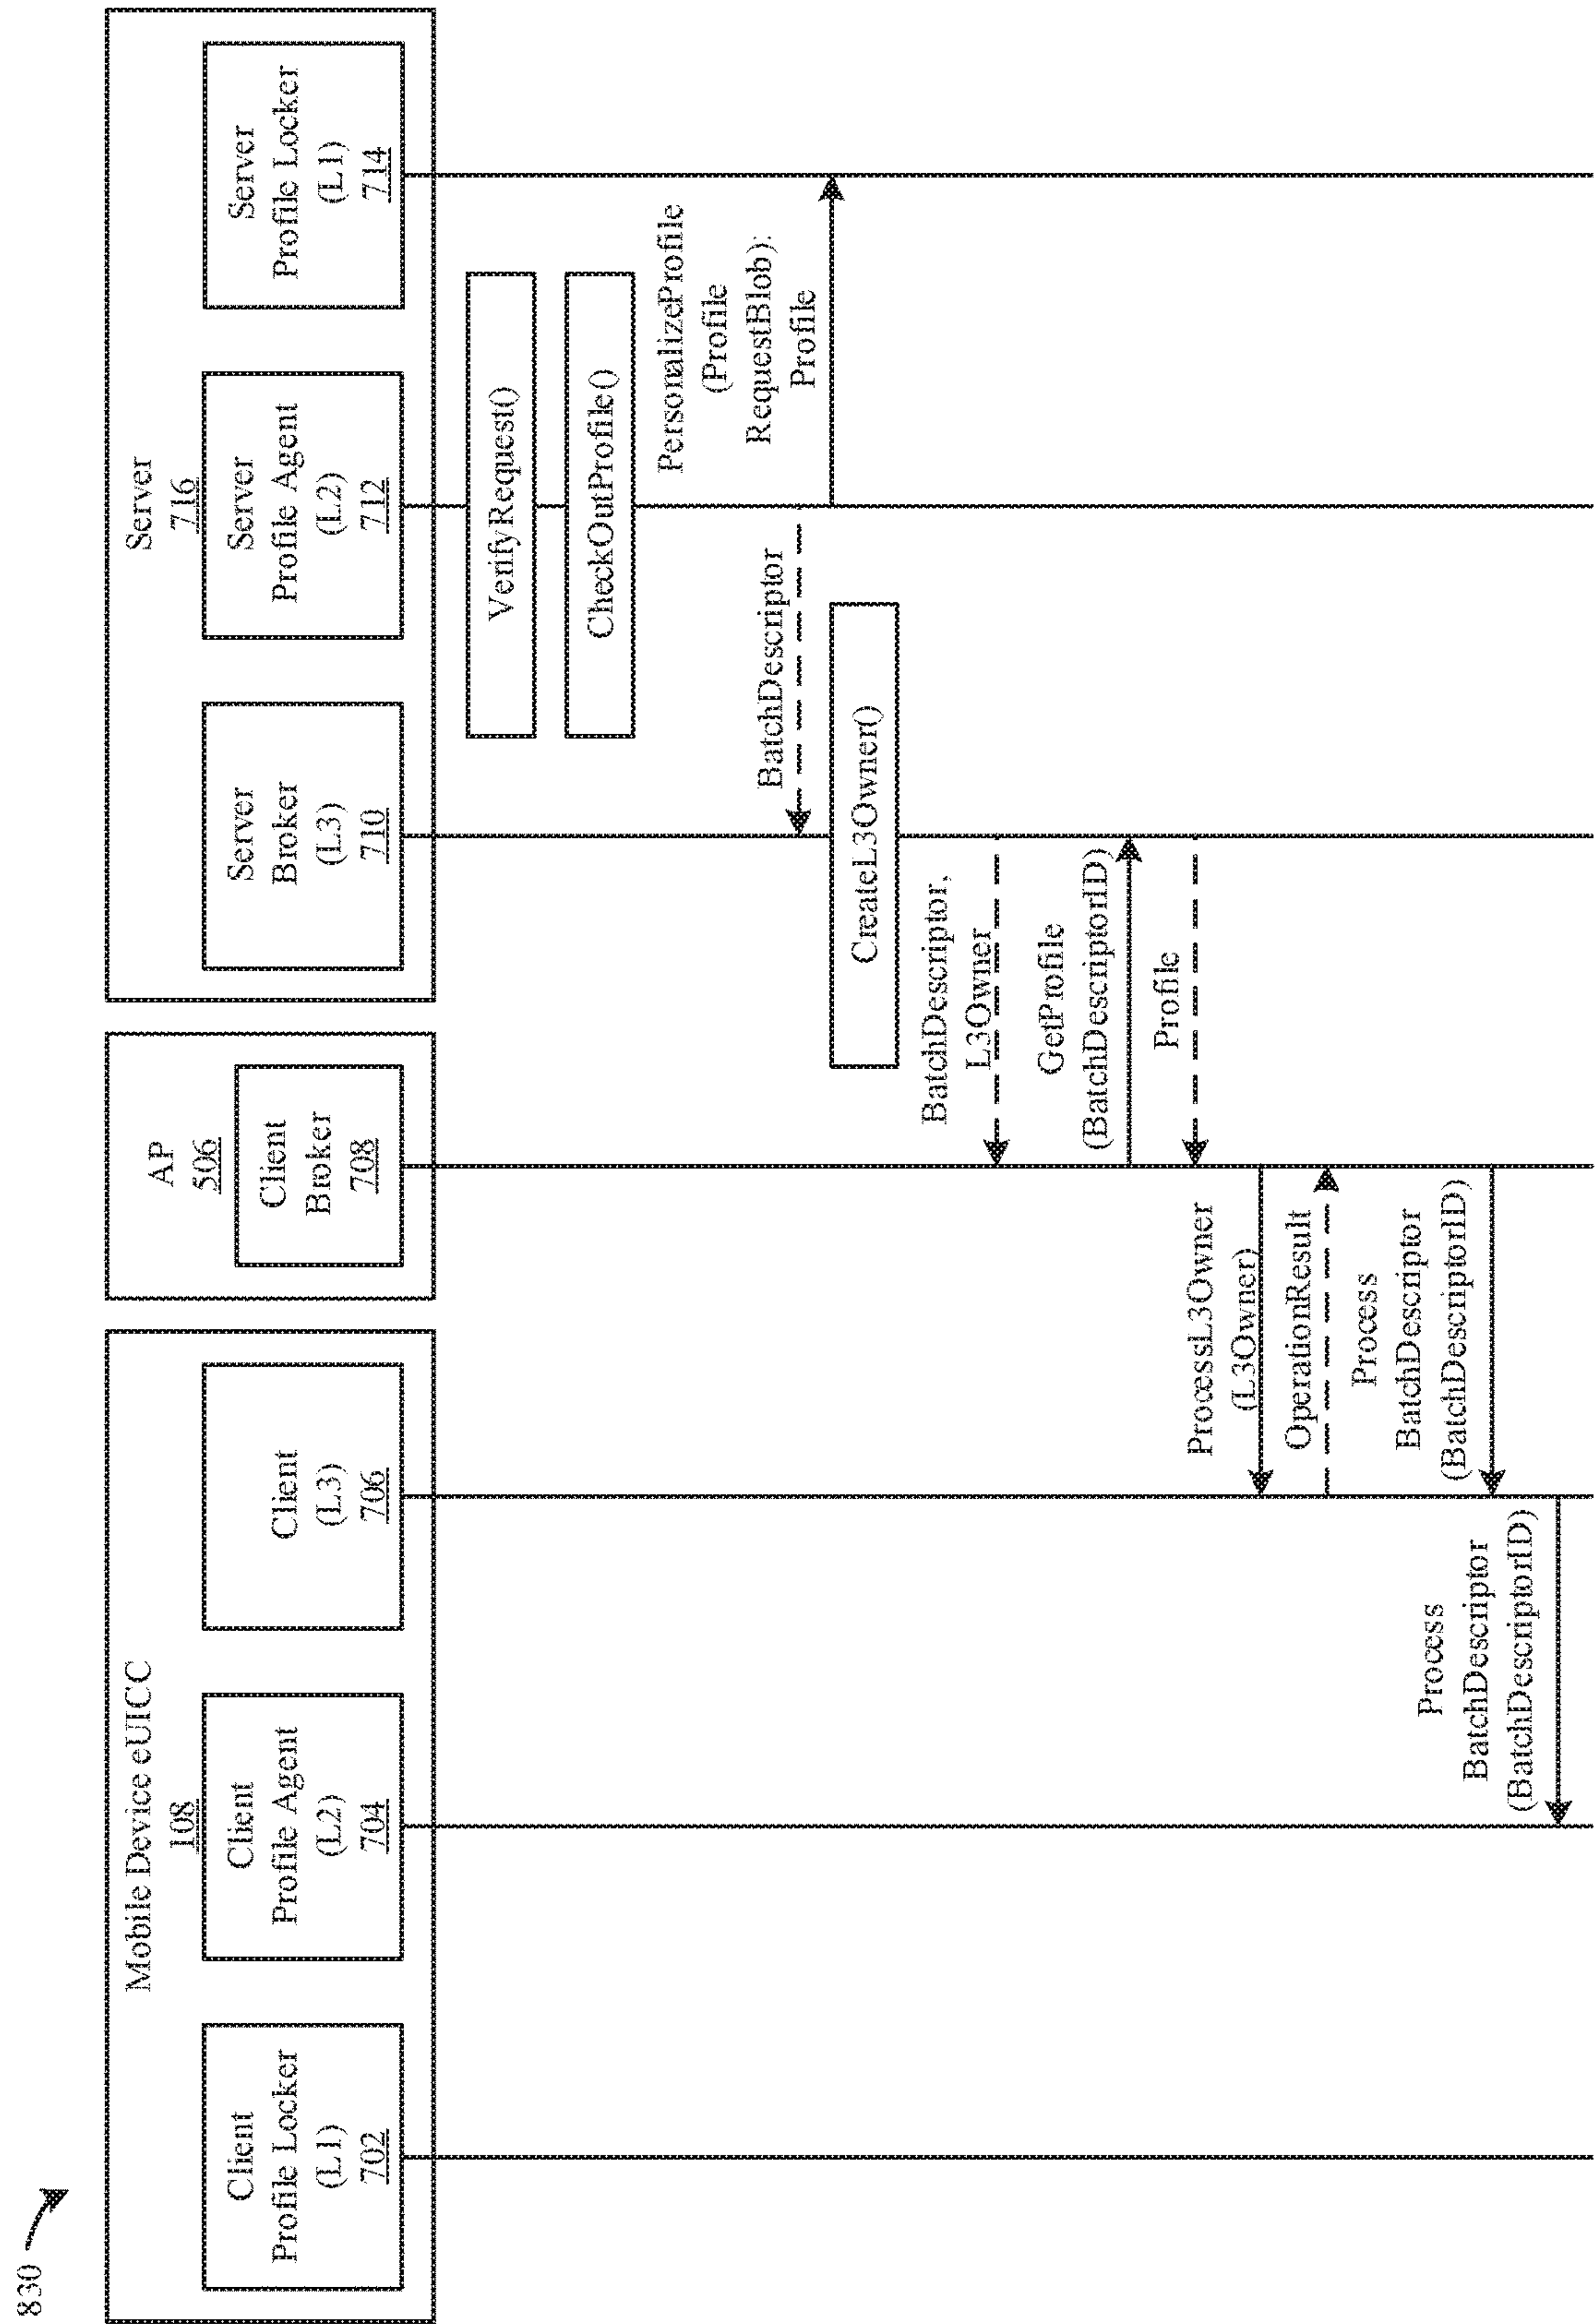 830
Mobile Device eUICC
108
Client
Profile Locker
(L1)
702
Client
Profile Agent
(L2)
704
Client
(L3)
706
AP
506
Client
Broker
708
Server
716
Server
Broker
(L3)
710
Server
Profile Agent
(L2)
712
Server
Profile Locker
(L1)
714
VerifyRequest()
CheckOutProfile()
PersonalizeProfile
(Profile
RequestBlob):
Profile
BatchDescriptor
CreateL3Owner()
BatchDescriptor,
L3Owner
GetProfile
(BatchDescriptorID)
Profile
ProcessL3Owner
(L3Owner)
OperationResult
Process
BatchDescriptor
(BatchDescriptorID)
Process
BatchDescriptor
(BatchDescriptorID)